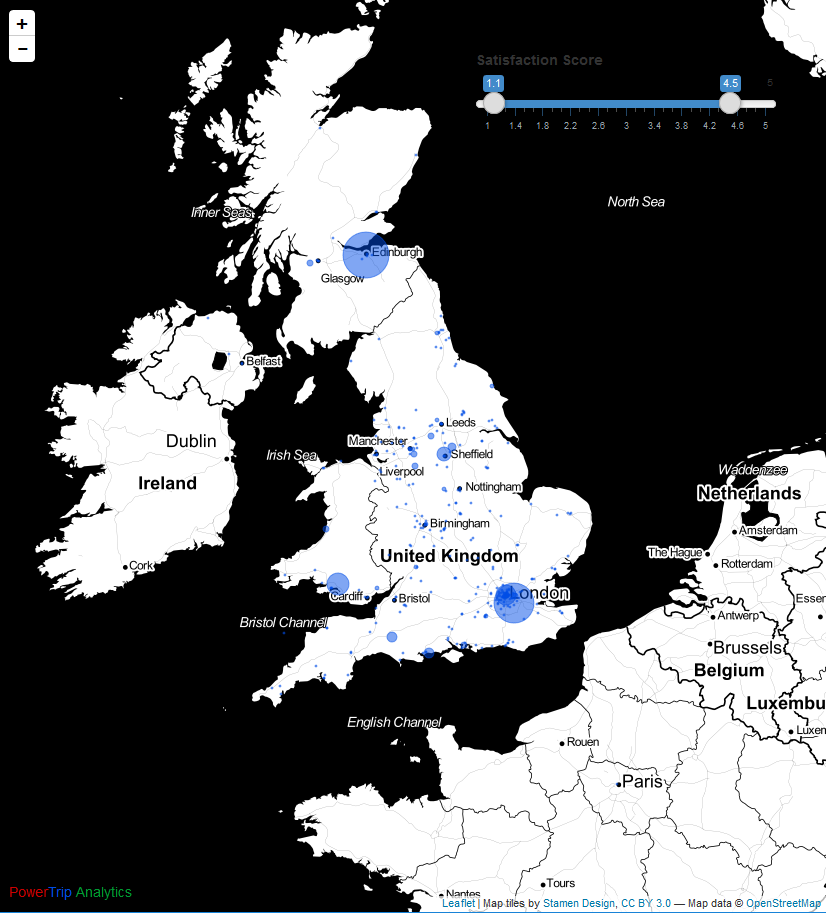 +
−
Satisfaction Score
1.1
4.5
5
1 1.4 1.8 2.2 2.6 3 3.4 3.8 4.2 4.6 5
North Sea
Inner Seas
Edinburgh
Glasgow
Belfast
Leeds
Manchester
Dublin
Irish Sea
Sheffield
Liverpool
Waddenzee
Ireland
Nottingham
Netherlands
Birmingham
Amsterdam
United Kingdom
The Hague
Cork
Rotterdam
London
Cardiff
Bristol
Essen
Antwerp
Bristol Channel
Brussels
Belgium
Luxembu
English Channel
Luxem
Rouen
Paris
Tours
PowerTrip Analytics
Nantes
Leaflet | Map tiles by Stamen Design, CC BY 3.0 — Map data © OpenStreetMap